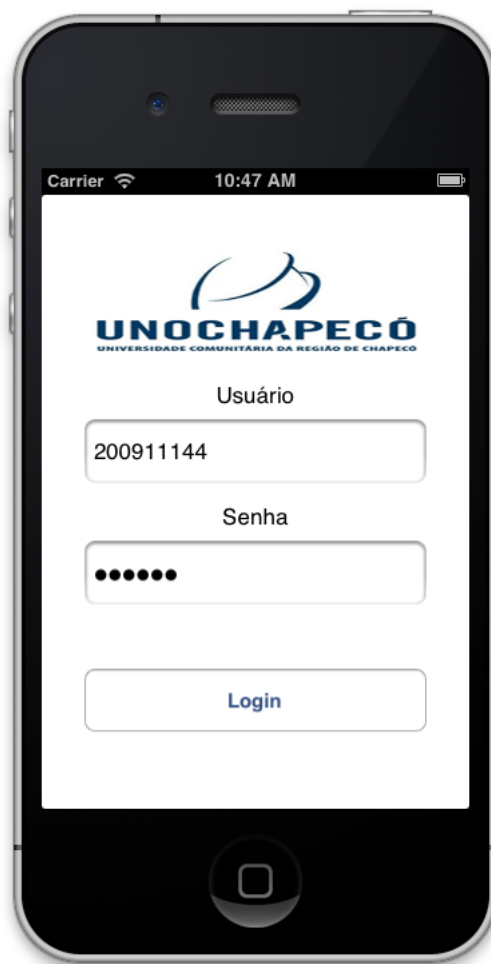 Carrier 10:47 AM
UNOCHAPECÓ
UNIVERSIDADE COMUNITÁRIA DA REGIÃO DE CHAPECÓ
Usuário
200911144
Senha
••••••
Login